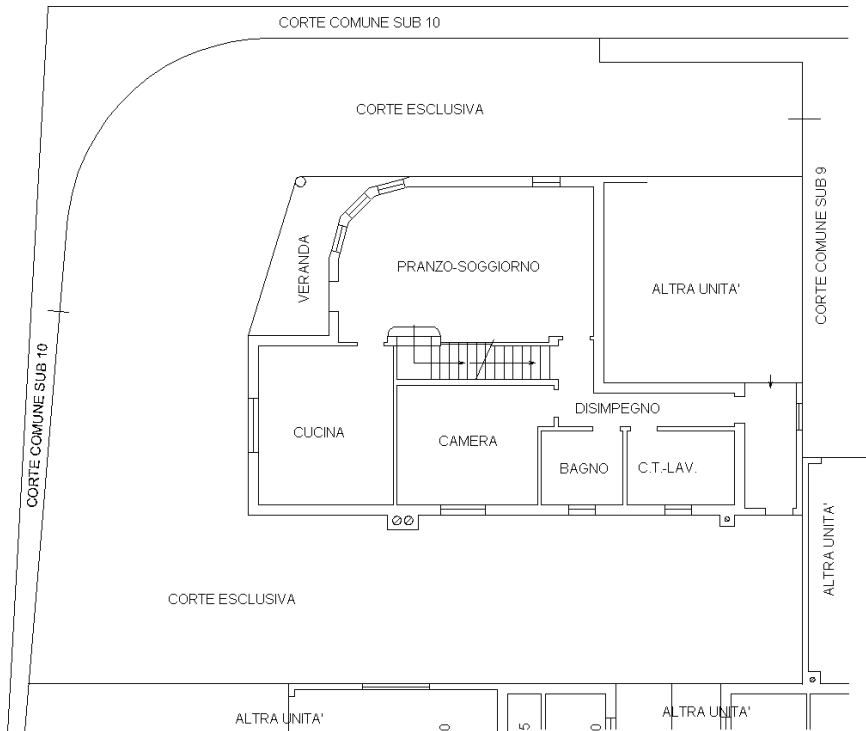 CORTE COMUNE SUB 10
CORTE ESCLUSIVA
CORTE COMUNE SUB 9
VERANDA
PRANZO-SOGGIORNO
ALTRA UNITA'
CORTE COMUNE SUB 10
CUCINA
CAMERA
DISIMPEGNO
BAGNO
C.T.-LAV.
ALTRA UNITA'
CORTE ESCLUSIVA
ALTRA UNITA'
ALTRA UNITA'